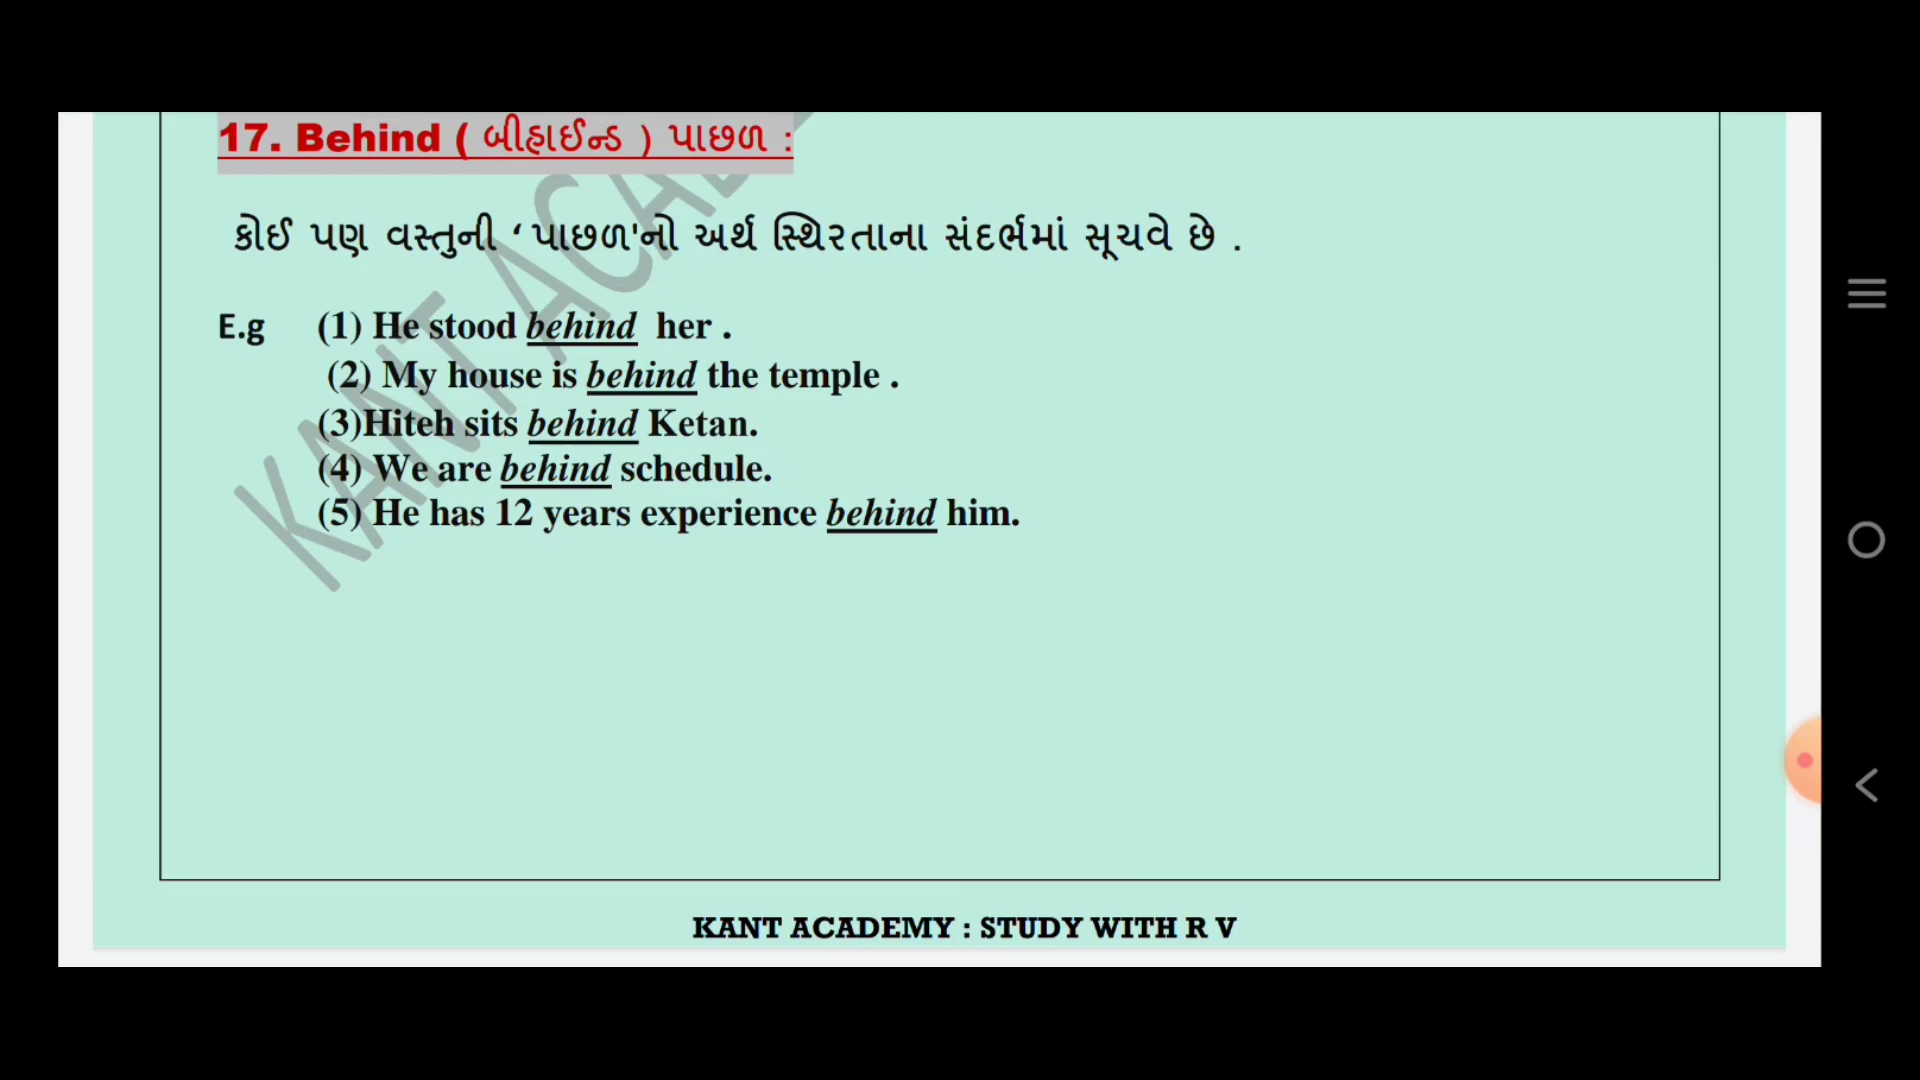 17. Behind ( બીહાઈન્ડ ) પાછળ :
કોઈ પણ વસ્તુની ‘ પાછળ'નો અર્થ સ્થિરતાના સંદર્ભમાં સૂચવે છે .
E.g (1) He stood behind her .
(2) My house is behind the temple .
(3)Hiteh sits behind Ketan.
(4) We are behind schedule.
(5) He has 12 years experience behind him.
KANT ACADEMY : STUDY WITH R V